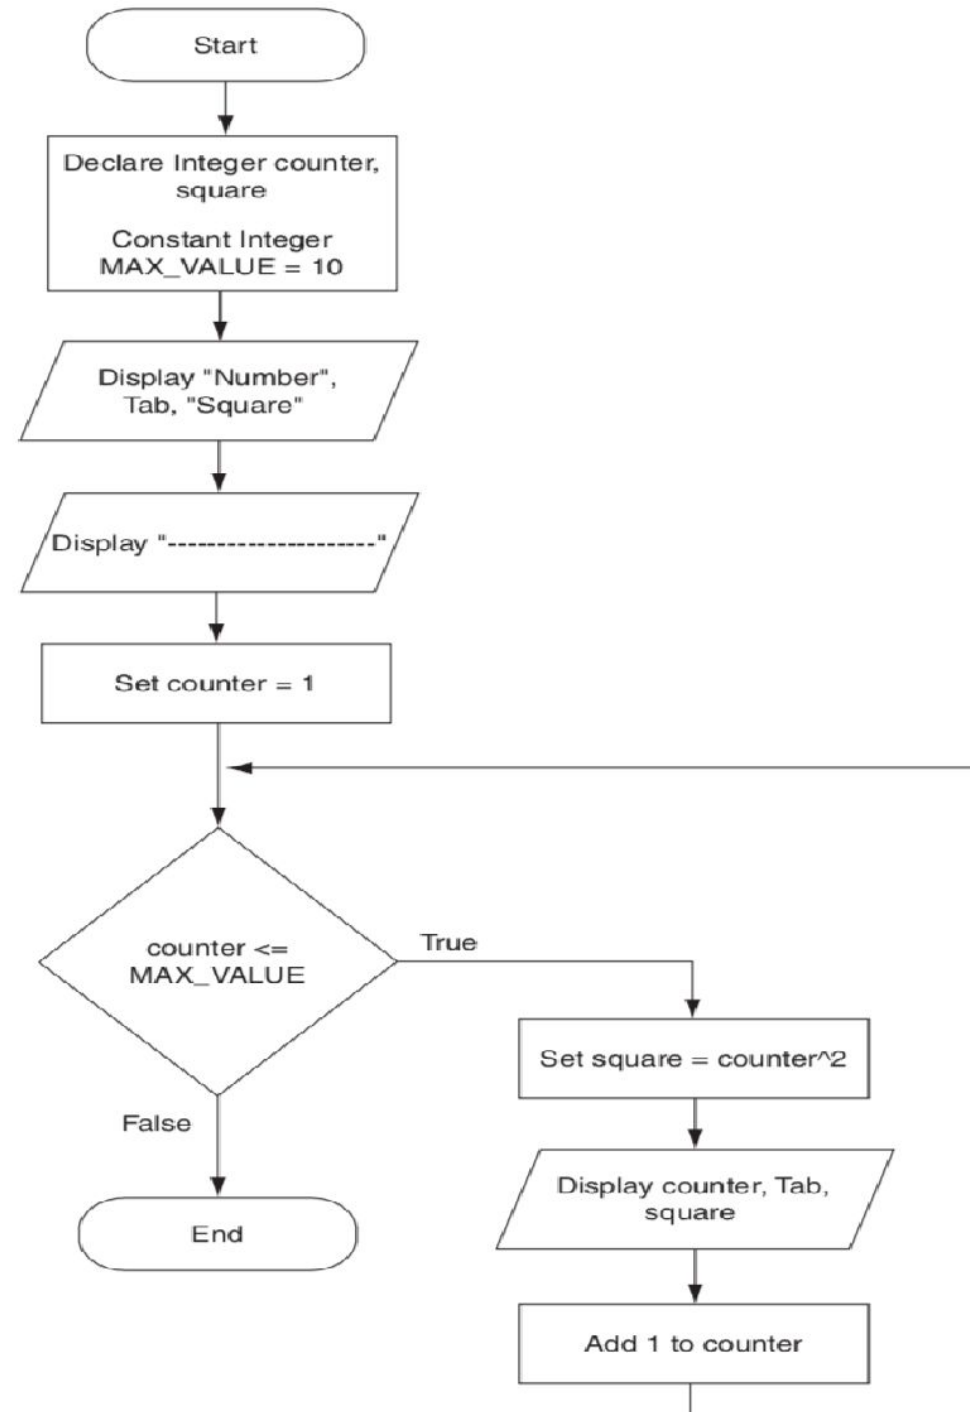 Start
Declare Integer counter,
square
Constant Integer
MAX_VALUE = 10
Display "Number",
Tab, "Square"
Display "---------------------"
Set counter = 1
counter <=
MAX_VALUE
True
Set square = counter^2
False
Display counter, Tab,
square
End
Add 1 to counter